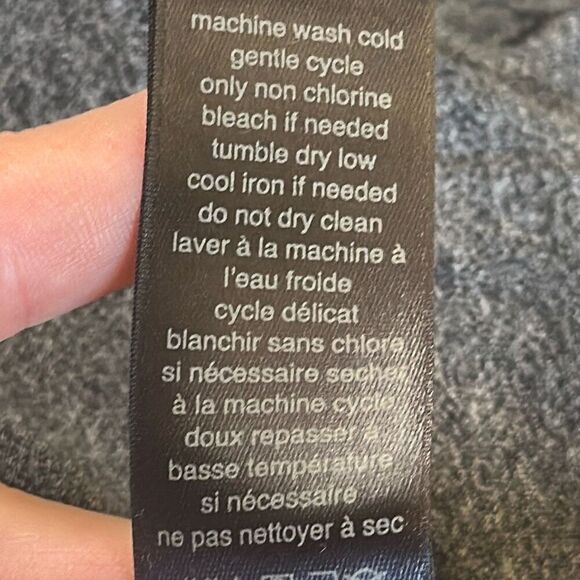 machine wash cold
gentle cycle
only non chlorine
bleach if needed
tumble dry low
cool iron if needed
do not dry clean
laver à la machine à
l'eau froide
cycle délicat
blanchir sans chlore
si nécessaire secher
à la machine cycle
doux repasser à
basse température
si nécessaire
ne pas nettoyer à sec